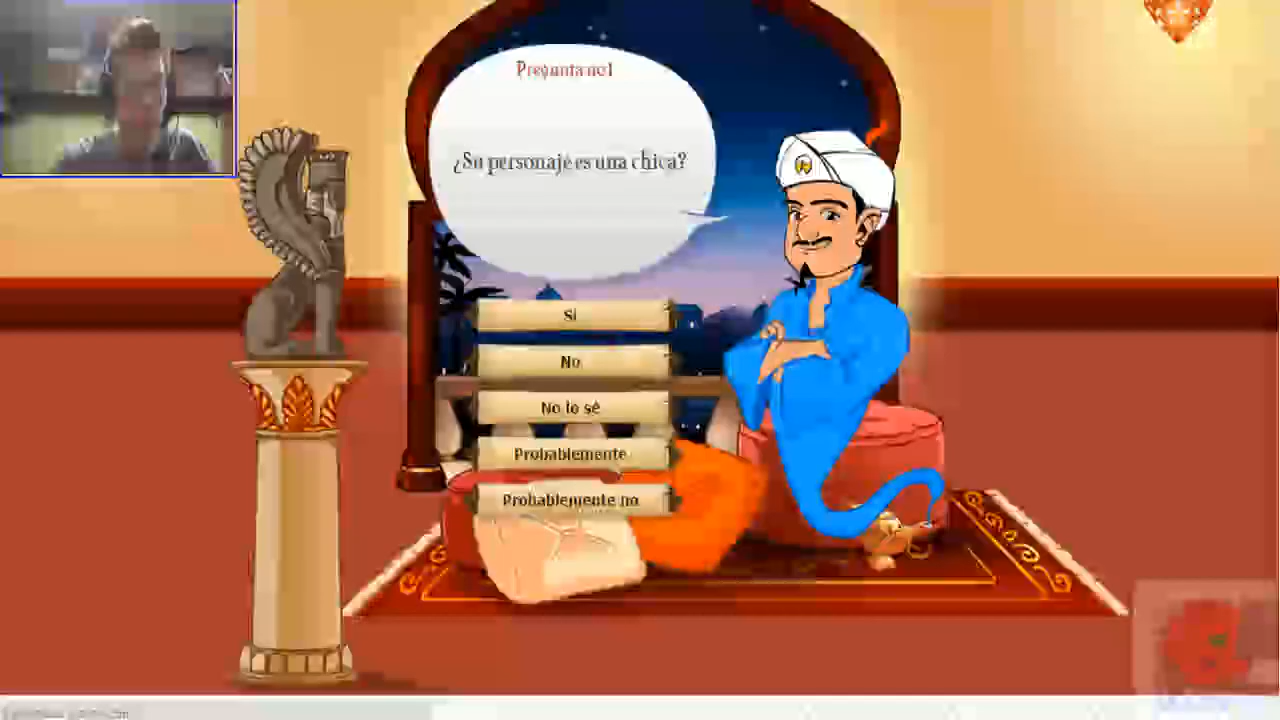 Pregunta nº1
¿Su personaje es una chica?
Sí
No
No lo sé
Probablemente
Probablemente no